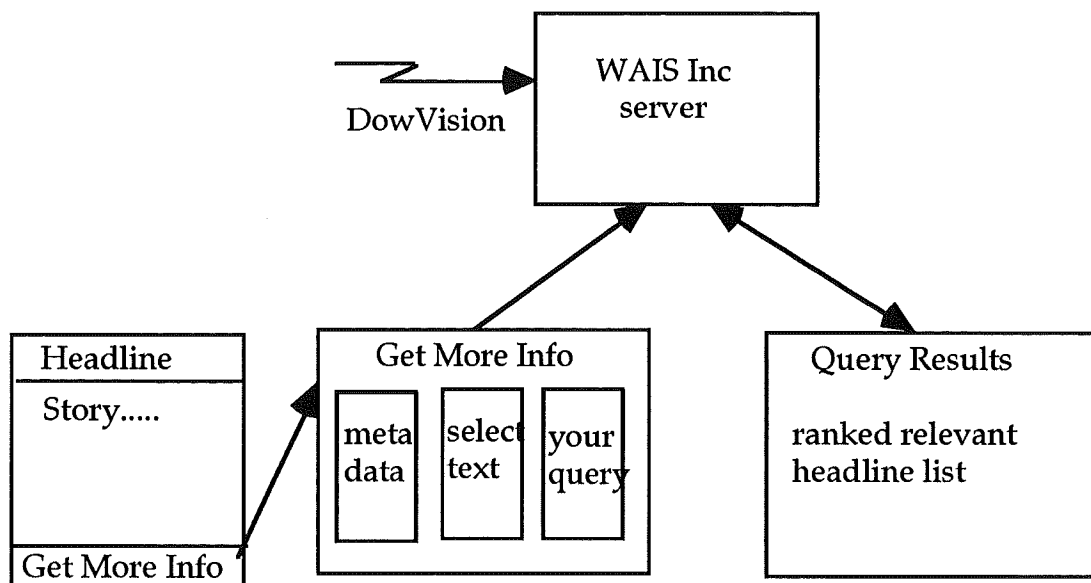 WAIS Inc
server
DowVision
Headline
Story.....
Get More Info
Get More Info
meta
data
select
text
your
query
Query Results
ranked relevant
headline list